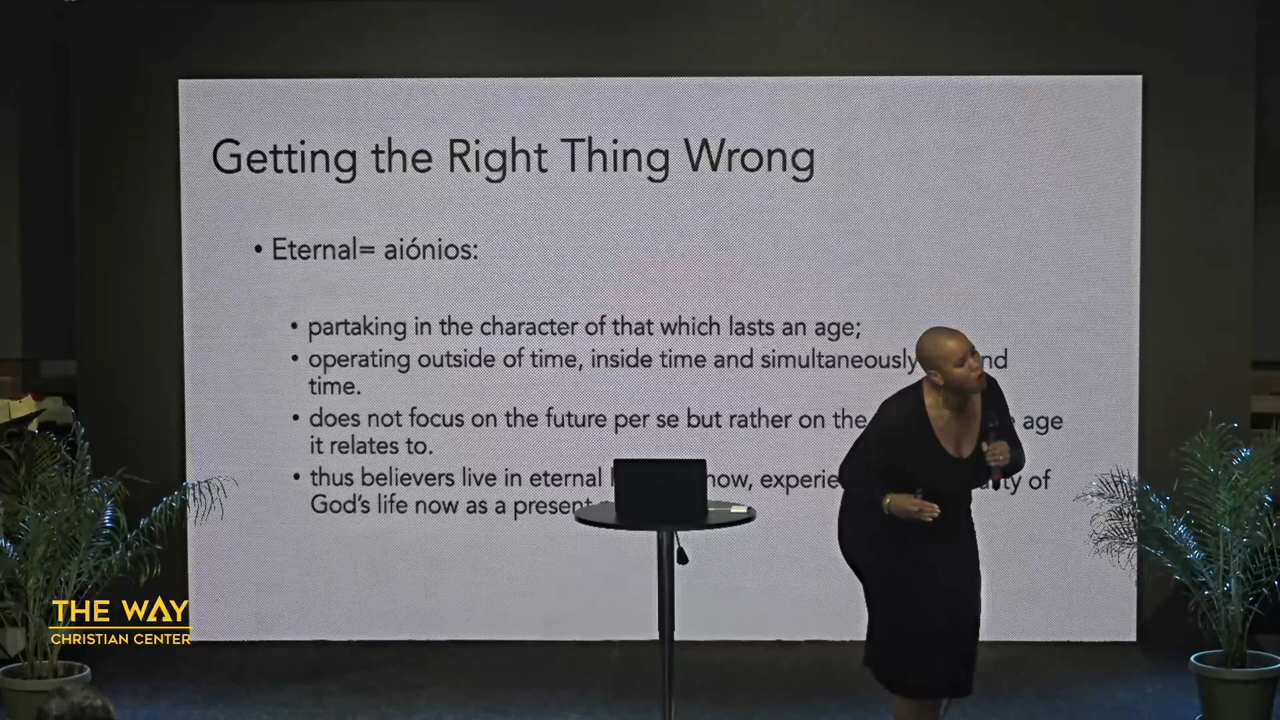 Getting the Right Thing Wrong
• Eternal= aiónios:
• partaking in the character of that which lasts an age;
• operating outside of time, inside time and simultaneously
time.
• does not focus on the future per se but rather on the age
it relates to.
• thus believers live in eternal now, of
God's life now as a present
THE WAY
CHRISTIAN CENTER